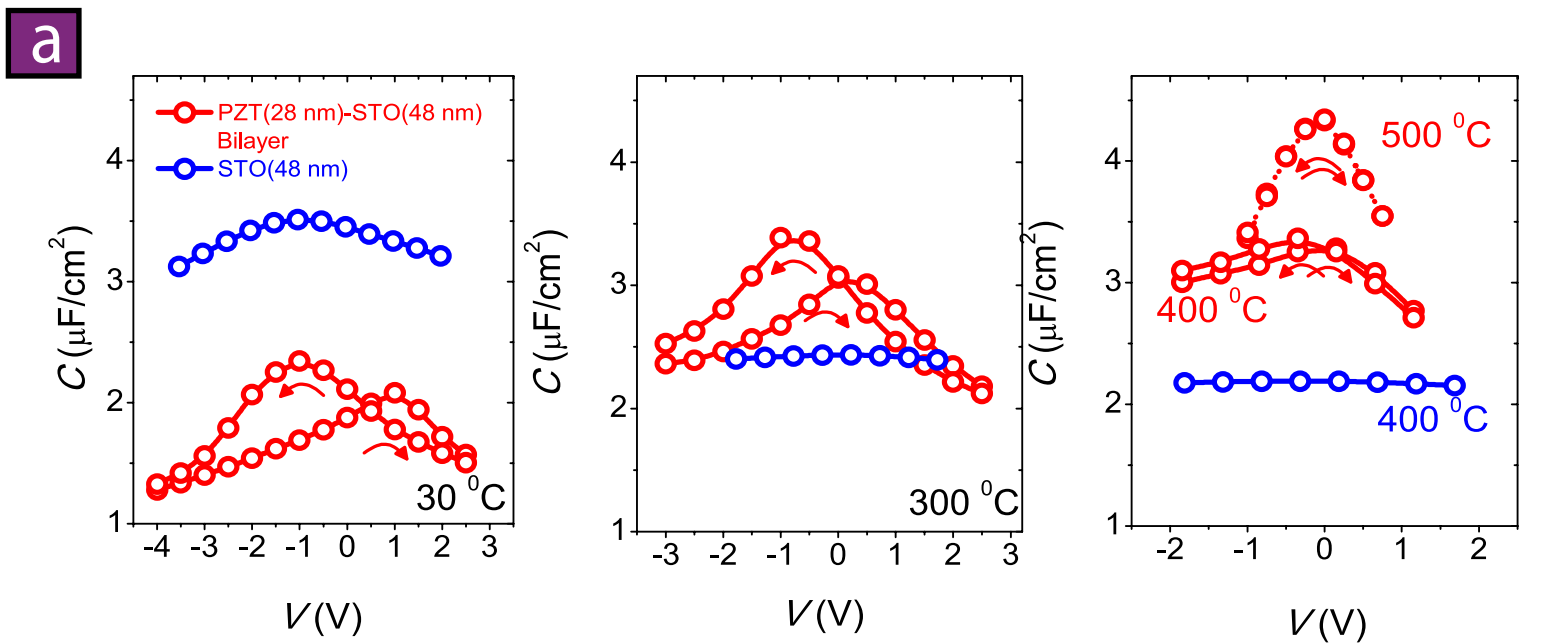 a
PZT(28 nm)-STO(48 nm)
Bilayer
STO(48 nm)
C (μF/cm²)
4
3
2
1
-4 -3 -2 -1 0 1 2 3
V (V)
30 ⁰C
C (μF/cm²)
4
3
2
1
-3 -2 -1 0 1 2 3
V (V)
300 ⁰C
C (μF/cm²)
4
3
2
1
-2 -1 0 1 2
V (V)
500 ⁰C
400 ⁰C
400 ⁰C